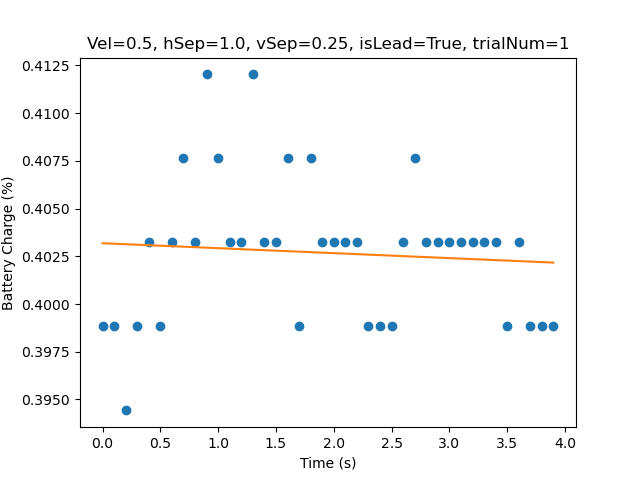 Vel=0.5, hSep=1.0, vSep=0.25, isLead=True, trialNum=1
0.4125
0.4100
0.4075
0.4050
0.4025
0.4000
0.3975
0.3950
Battery Charge (%)
0.0 0.5 1.0 1.5 2.0 2.5 3.0 3.5 4.0
Time (s)